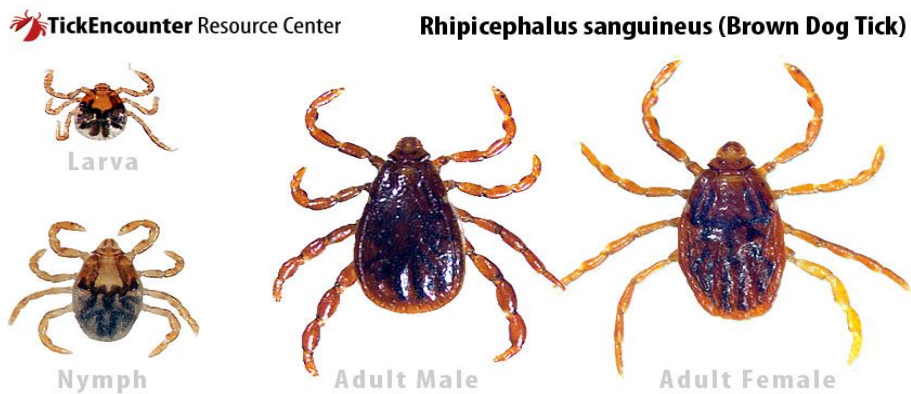 TickEncounter Resource Center
Rhipicephalus sanguineus (Brown Dog Tick)
Larva
Nymph
Adult Male
Adult Female